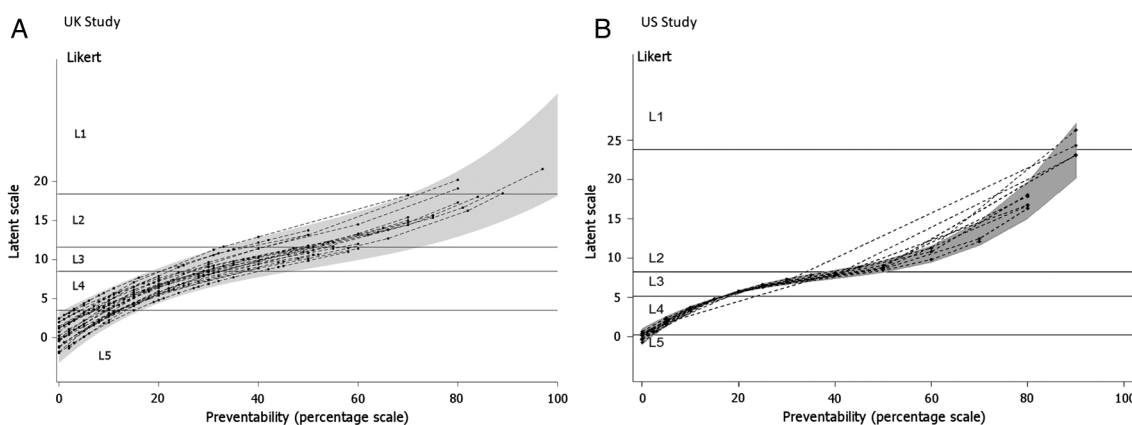 A
UK Study
Likert
L1
L2
L3
L4
L5
20
15
10
5
0
Latent scale
0 20 40 60 80 100
Preventability (percentage scale)
B
US Study
Likert
L1
L2
L3
L4
L5
25
20
15
10
5
0
Latent scale
0 20 40 60 80 100
Preventability (percentage scale)